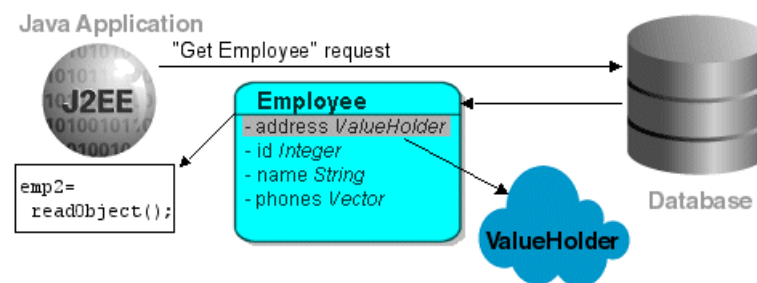 Java Application
"Get Employee" request
J2EE
Employee
- address ValueHolder
- id Integer
- name String
- phones Vector
emp2=
readObject();
ValueHolder
Database